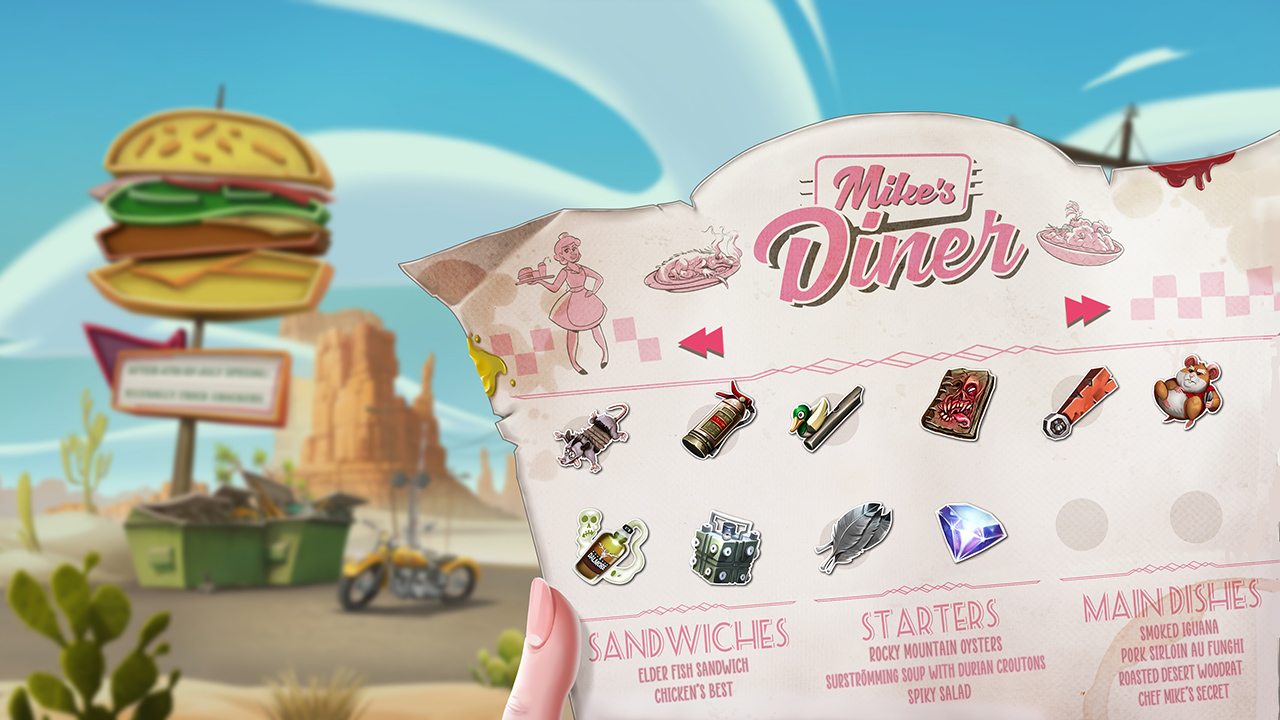 Mike's
Diner
SANDWICHES
ELDER FISH SANDWICH
CHICKEN'S BEST
STARTERS
ROCKY MOUNTAIN OYSTERS
SURSTRÖMMING SOUP WITH DURIAN CROUTONS
SPIKY SALAD
MAIN DISHES
SMOKED IGUANA
PORK SIRLOIN AU FUNGHI
ROASTED DESERT WOODRAT
CHEF MIKE'S SECRET